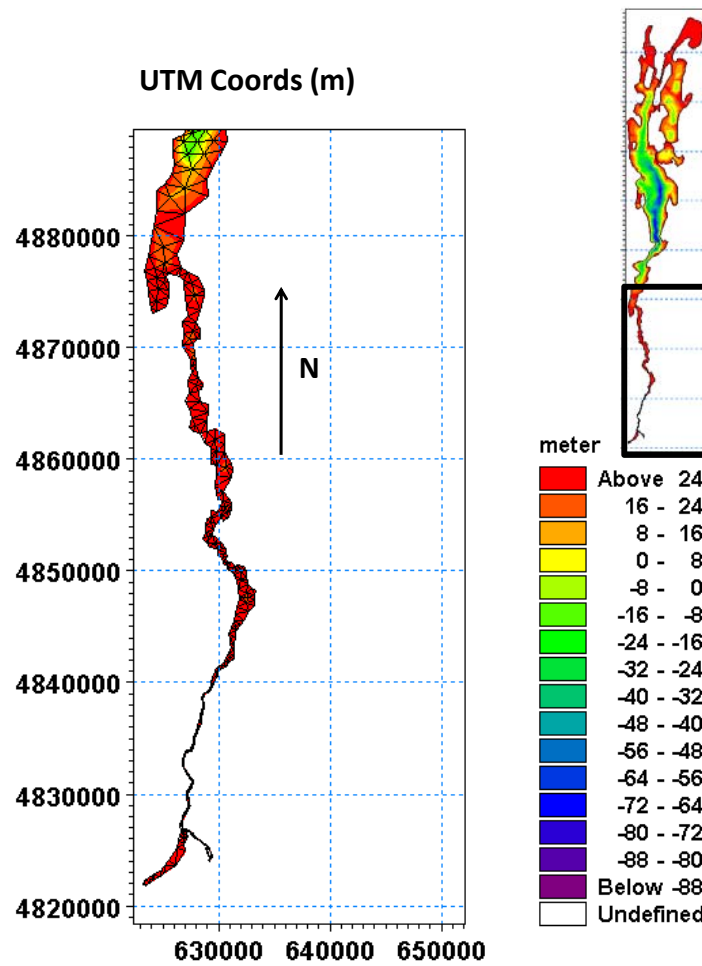 UTM Coords (m)
4880000
4870000
4860000
4850000
4840000
4830000
4820000
630000 640000 650000
N
meter
Above 24
16 - 24
8 - 16
0 - 8
-8 - 0
-16 - -8
-24 - -16
-32 - -24
-40 - -32
-48 - -40
-56 - -48
-64 - -56
-72 - -64
-80 - -72
-88 - -80
Below -88
Undefined